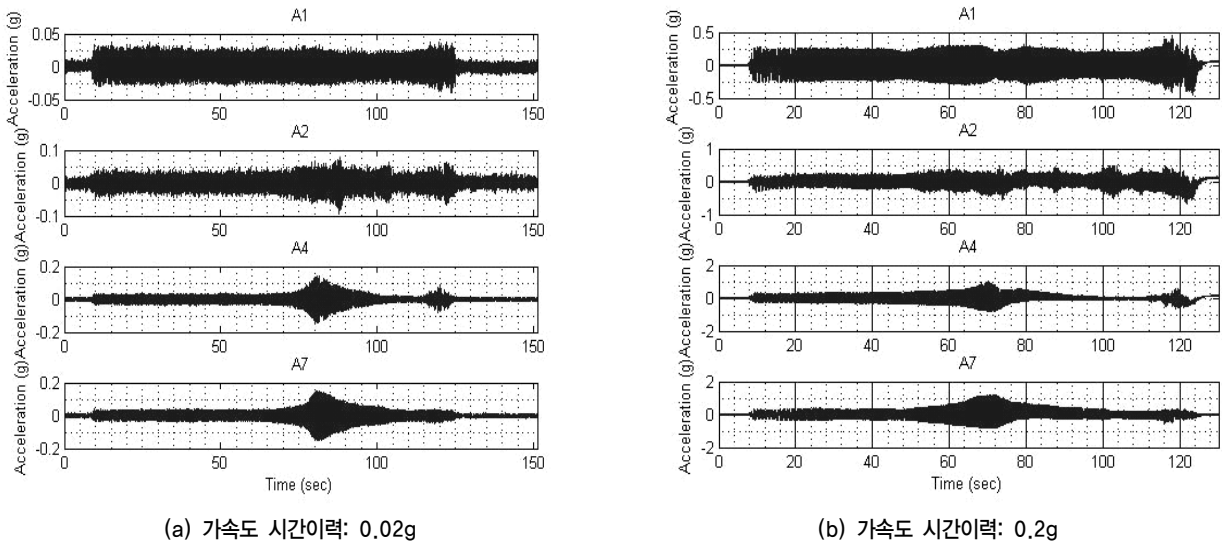 A1
Acceleration (g)
0.05
0
-0.05
0 50 100 150
A2
Acceleration (g)
0.1
0
-0.1
0 50 100 150
A4
Acceleration (g)
0.2
0
-0.2
0 50 100 150
A7
Acceleration (g)
0.2
0
-0.2
0 50 100 150
Time (sec)
(a) 가속도 시간이력: 0.02g
A1
Acceleration (g)
0.5
0
-0.5
0 20 40 60 80 100 120
A2
Acceleration (g)
1
0
-1
0 20 40 60 80 100 120
A4
Acceleration (g)
2
0
-2
0 20 40 60 80 100 120
A7
Acceleration (g)
2
0
-2
0 20 40 60 80 100 120
Time (sec)
(b) 가속도 시간이력: 0.2g